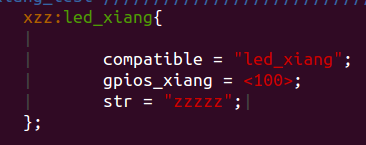 xzz:led_xiang{
compatible = "led_xiang";
gpios_xiang = <100>;
str = "zzzzz";
};